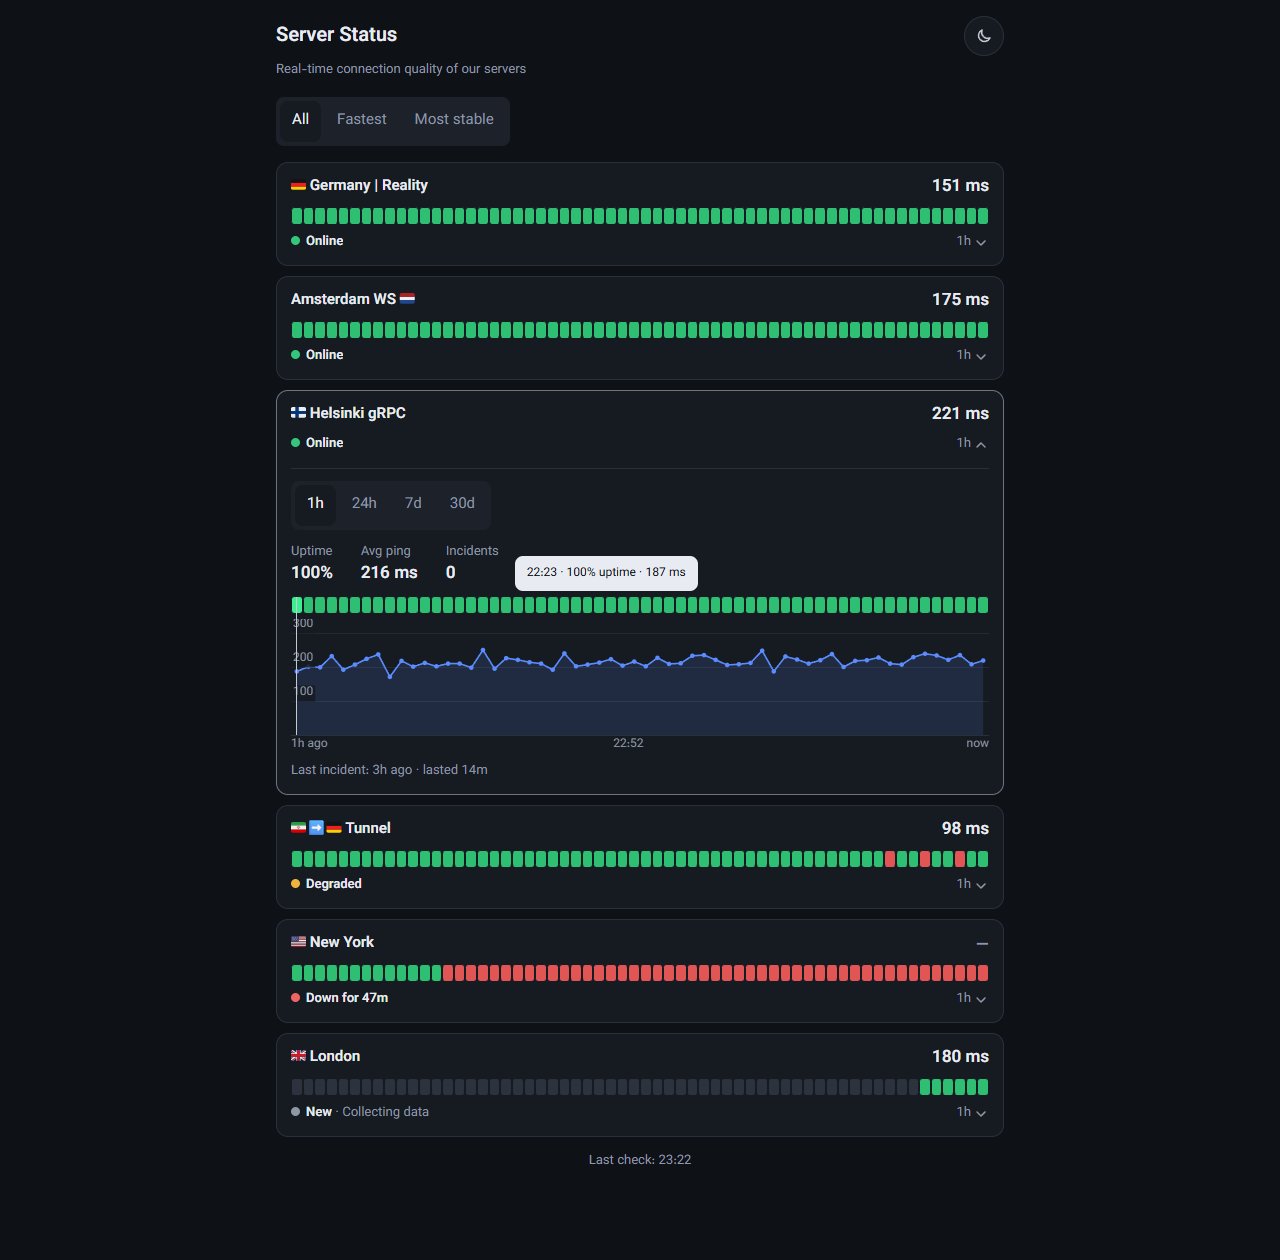 Server Status
Real-time connection quality of our servers
All Fastest Most stable
Germany | Reality 151 ms
Online 1h
Amsterdam WS 175 ms
Online 1h
Helsinki gRPC 221 ms
Online 1h
1h 24h 7d 30d
Uptime Avg ping Incidents
100% 216 ms 0
22:23 · 100% uptime · 187 ms
300
200
100
1h ago 22:52 now
Last incident: 3h ago · lasted 14m
Tunnel 98 ms
Degraded 1h
New York —
Down for 47m 1h
London 180 ms
New · Collecting data 1h
Last check: 23:22